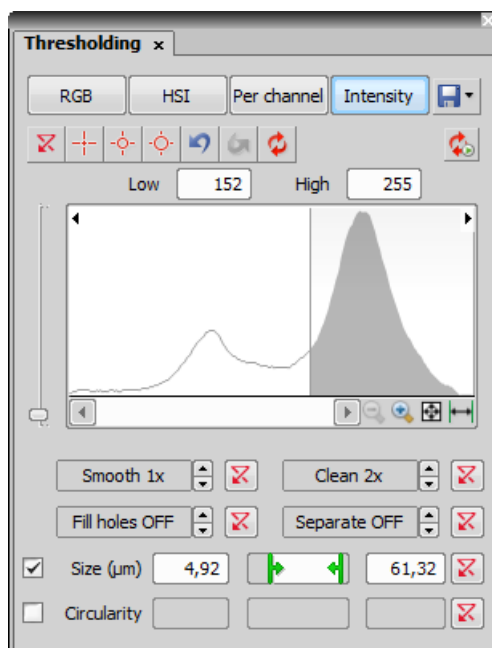 Thresholding x
RGB HSI Per channel Intensity
Low 152 High 255
Smooth 1x Clean 2x
Fill holes OFF Separate OFF
Size (µm) 4,92 61,32
Circularity